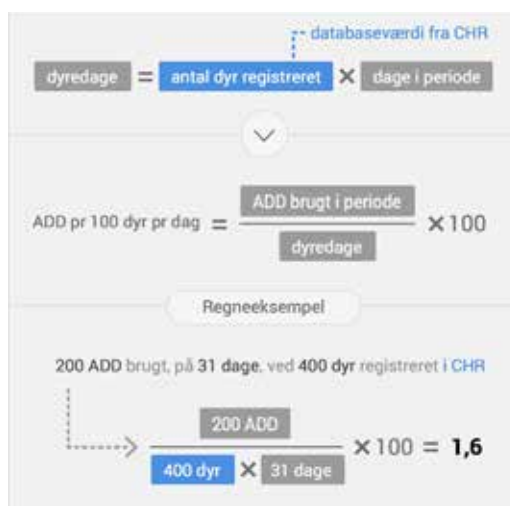 databaseværdi fra CHR
dyredage = antal dyr registreret × dage i periode
ADD brugt i periode
ADD pr 100 dyr pr dag = × 100
dyredage
Regneeksempel
200 ADD brugt, på 31 dage, ved 400 dyr registreret i CHR
200 ADD
× 100 = 1,6
400 dyr × 31 dage